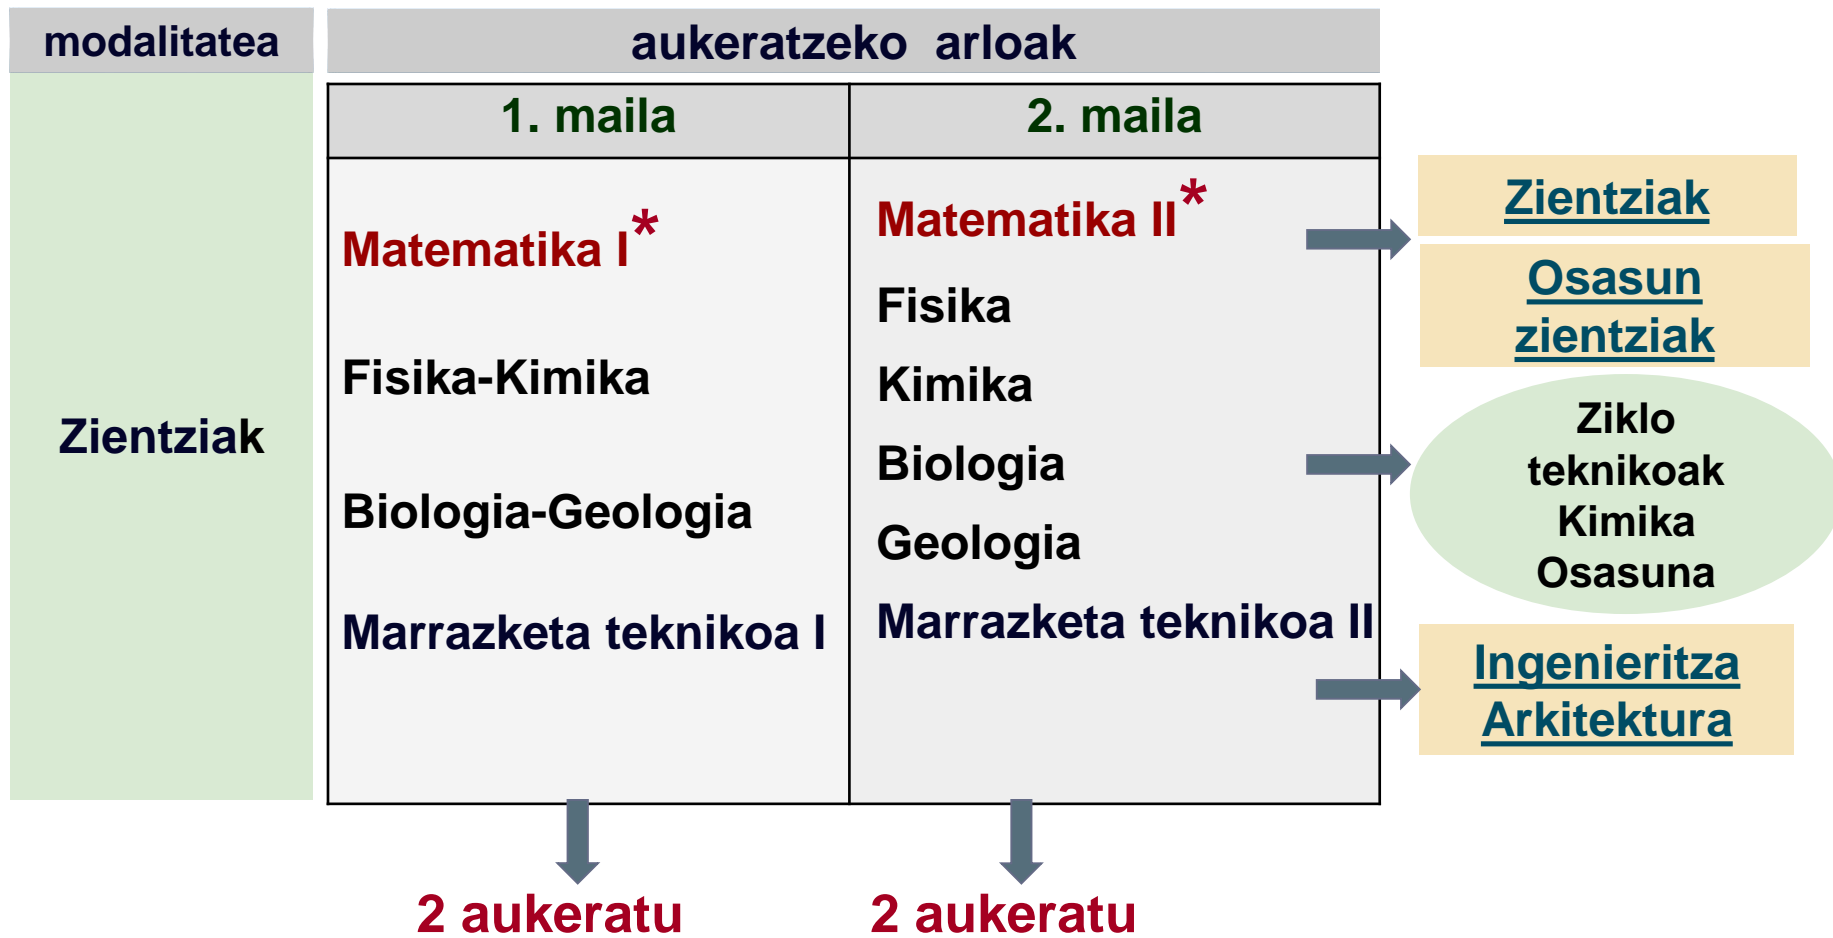 modalitatea
aukeratzeko arloak
Zientziak
1. maila
2. maila
Matematika I*
Fisika-Kimika
Biologia-Geologia
Marrazketa teknikoa I
Matematika II*
Fisika
Kimika
Biologia
Geologia
Marrazketa teknikoa II
Zientziak
Osasun
zientziak
Ziklo
teknikoak
Kimika
Osasuna
Ingenieritza
Arkitektura
2 aukeratu
2 aukeratu